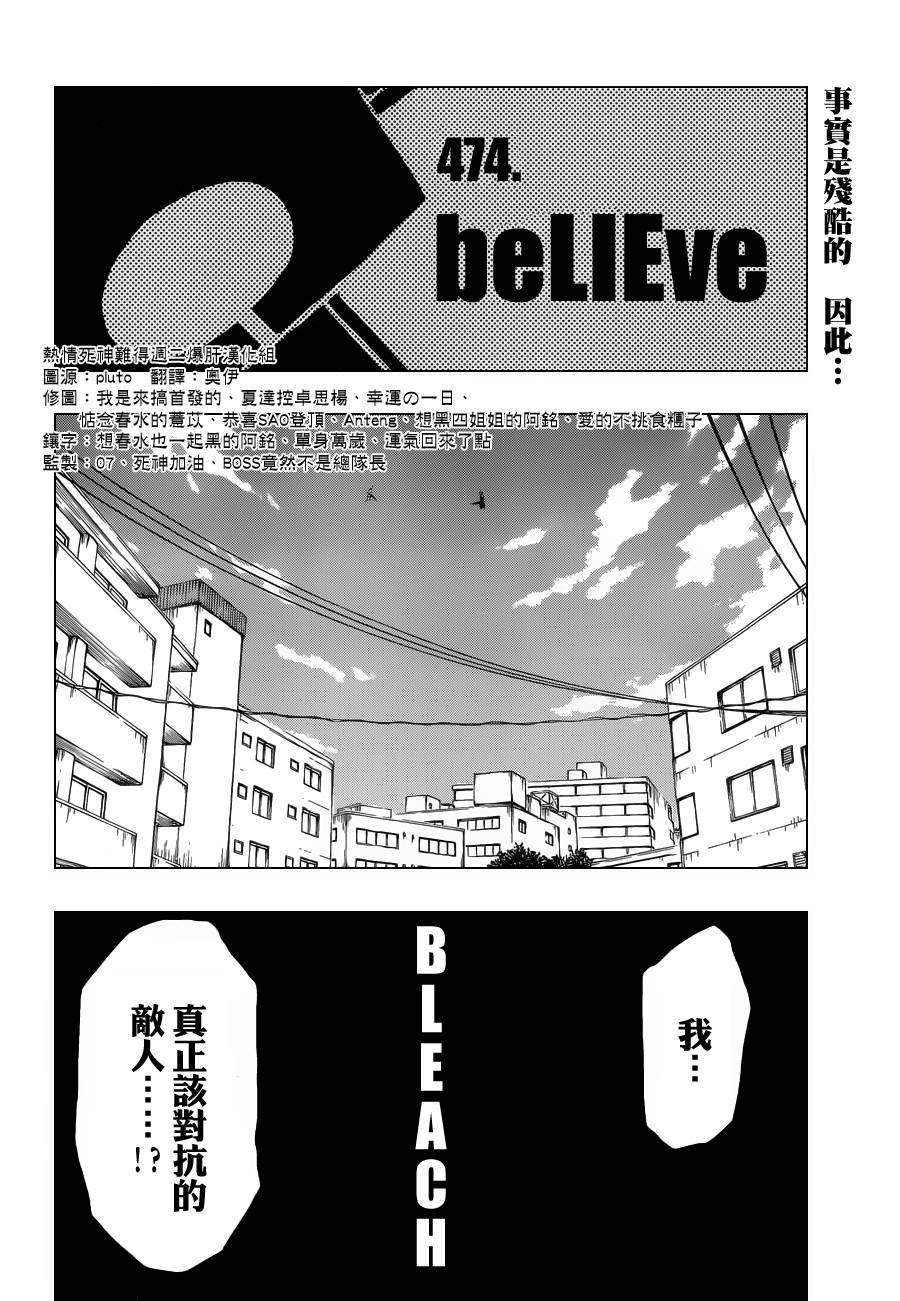 事實是殘酷的 因此…
474.
beLIEve
熱情死神難得週二爆肝漢化組
圖源：pluto 翻譯：奧伊
修圖：我是來搞首發的、夏達控卓思楊、幸運の一日、
惦念春水的薏苡、恭喜SAO登頂、Anteng、想黑四姐姐的阿銘、愛的不挑食糰子
鑲字：想春水也一起黑的阿銘、單身萬歲、運氣回來了點
監製：07、死神加油、BOSS竟然不是總隊長
我…
BLEACH
真正該對抗的
敵人……!?